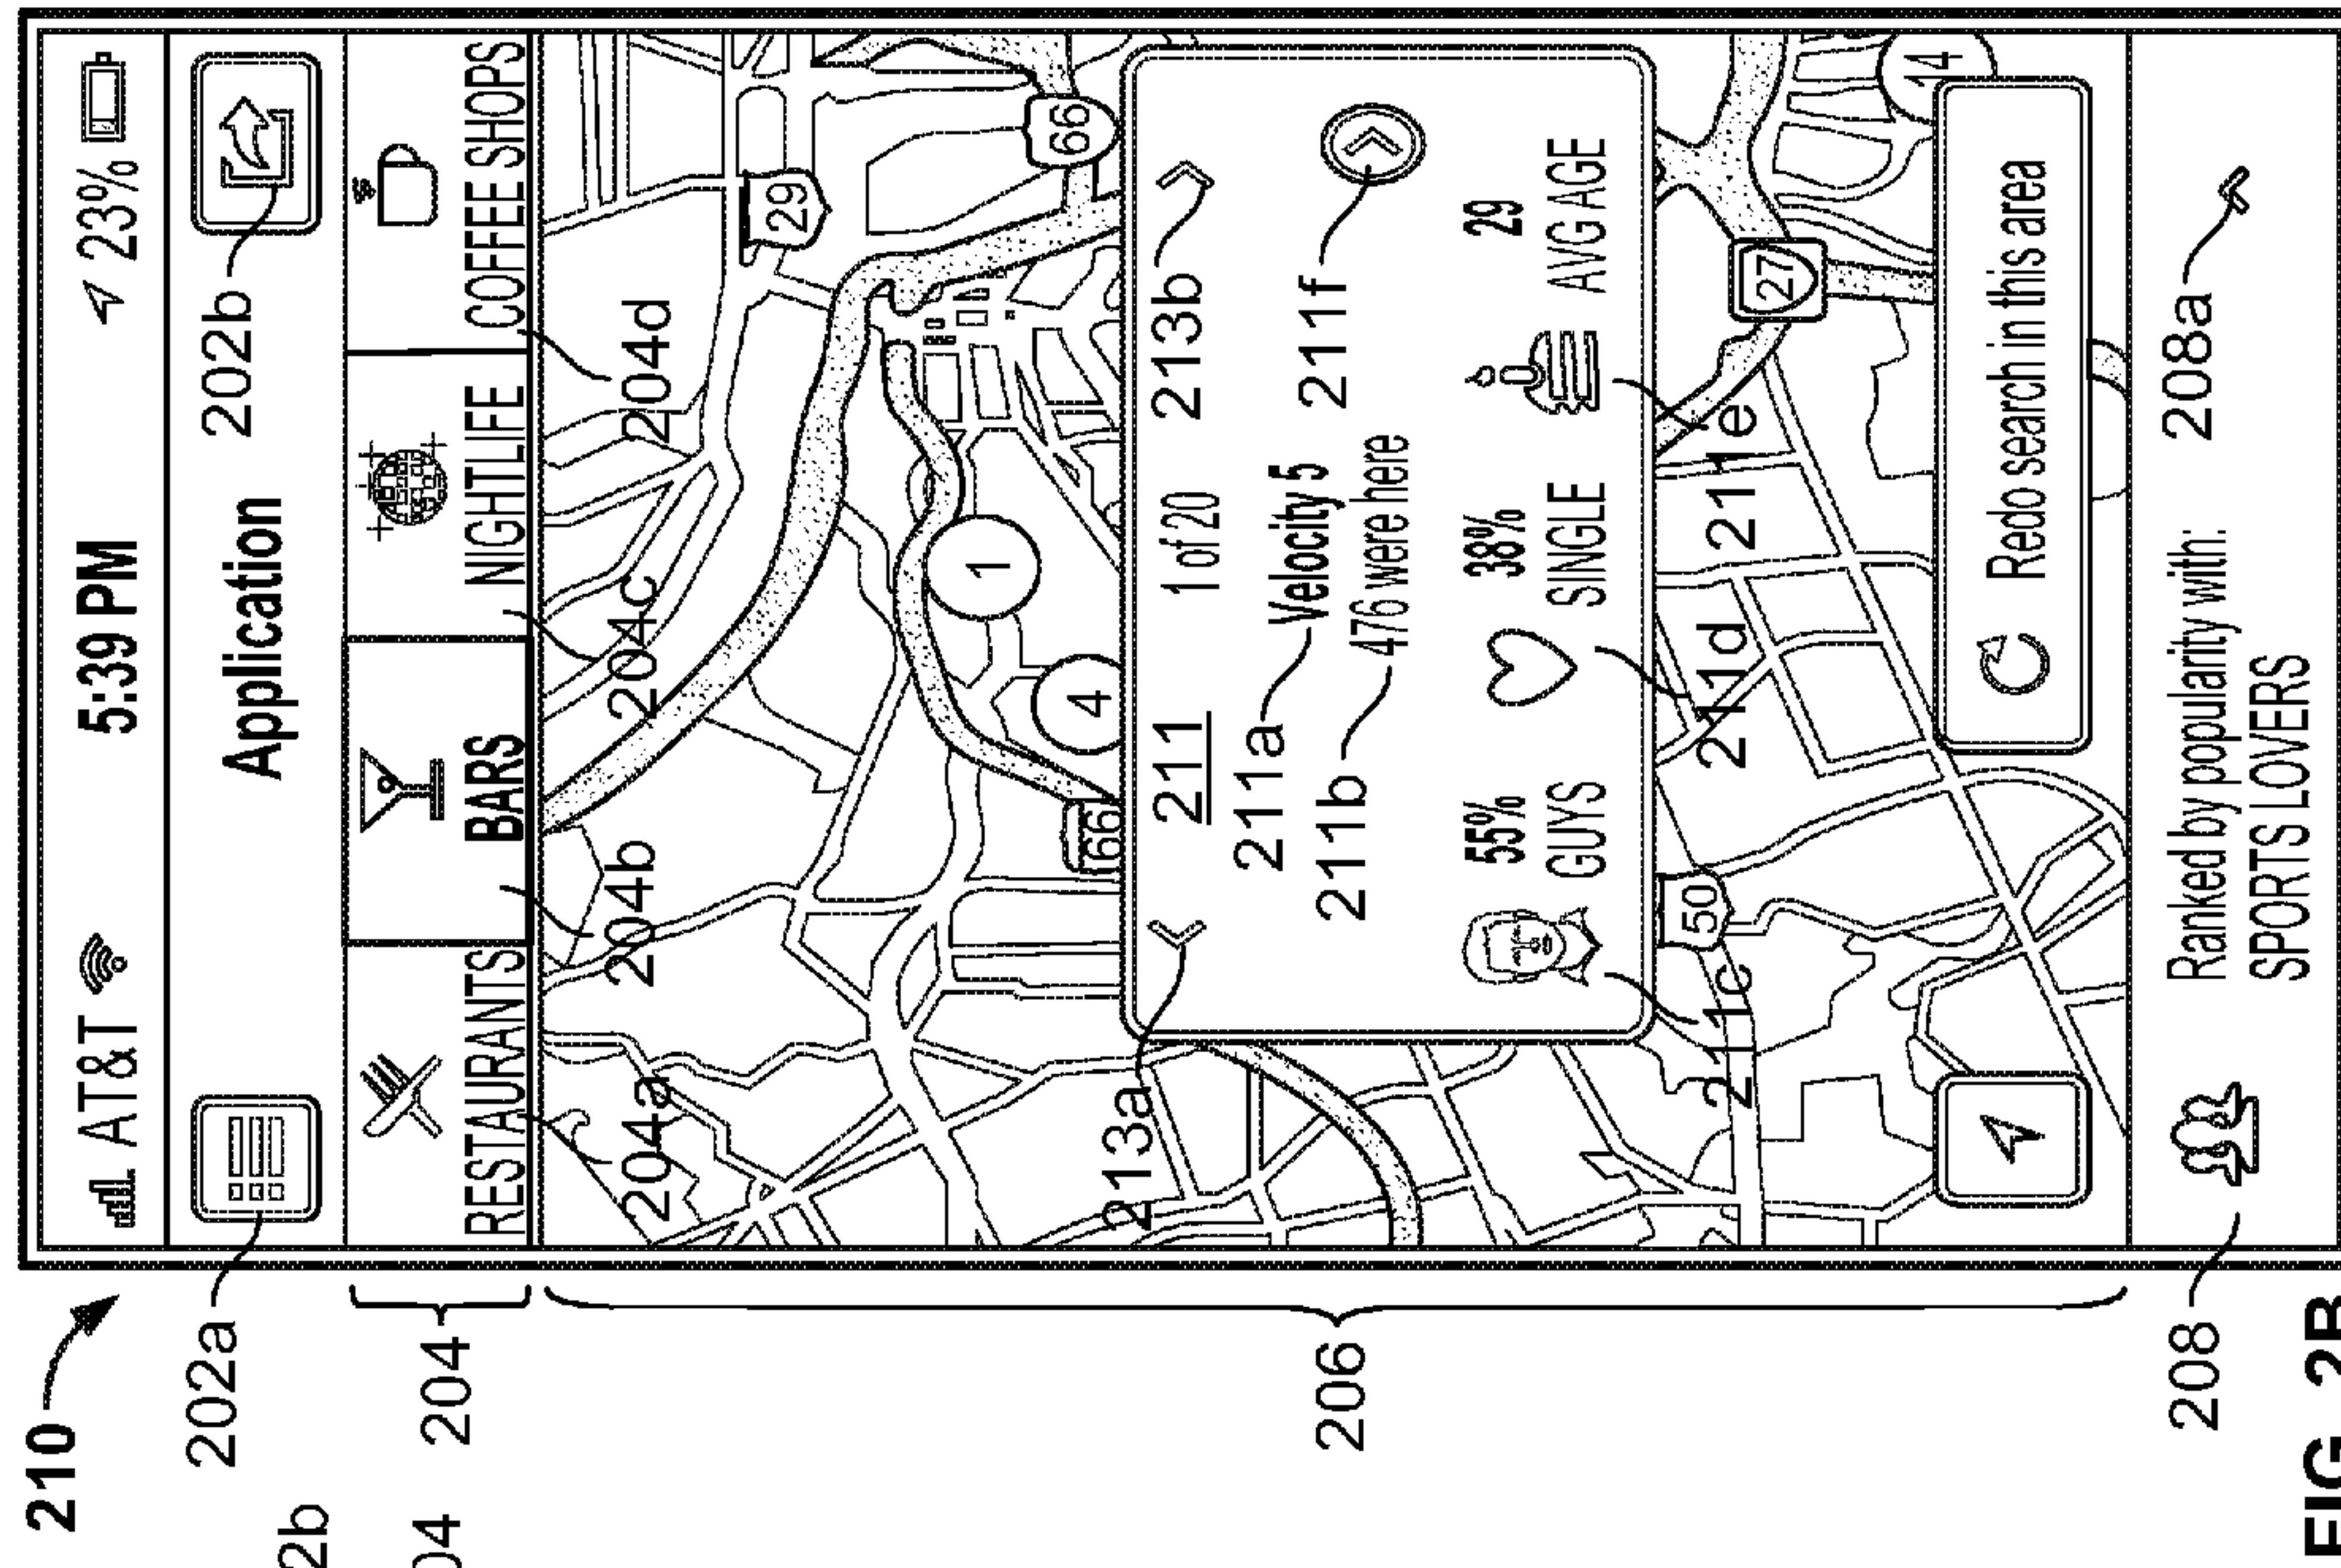 210
AT&T 5:39 PM 23%
202a Application 202b
2b
204
04
RESTAURANTS BARS NIGHTLIFE COFFEE SHOPS
204a 204b 204c 204d
29
66
1
4
66
206
213a 211 1 of 20 213b
211a Velocity 5
211b 476 were here 211f
55% 38% 29
GUYS SINGLE AVG AGE
211c 211d 211e
50
27
14
Redo search in this area
208 Ranked by popularity with: 208a
SPORTS LOVERS
FIG. 2B